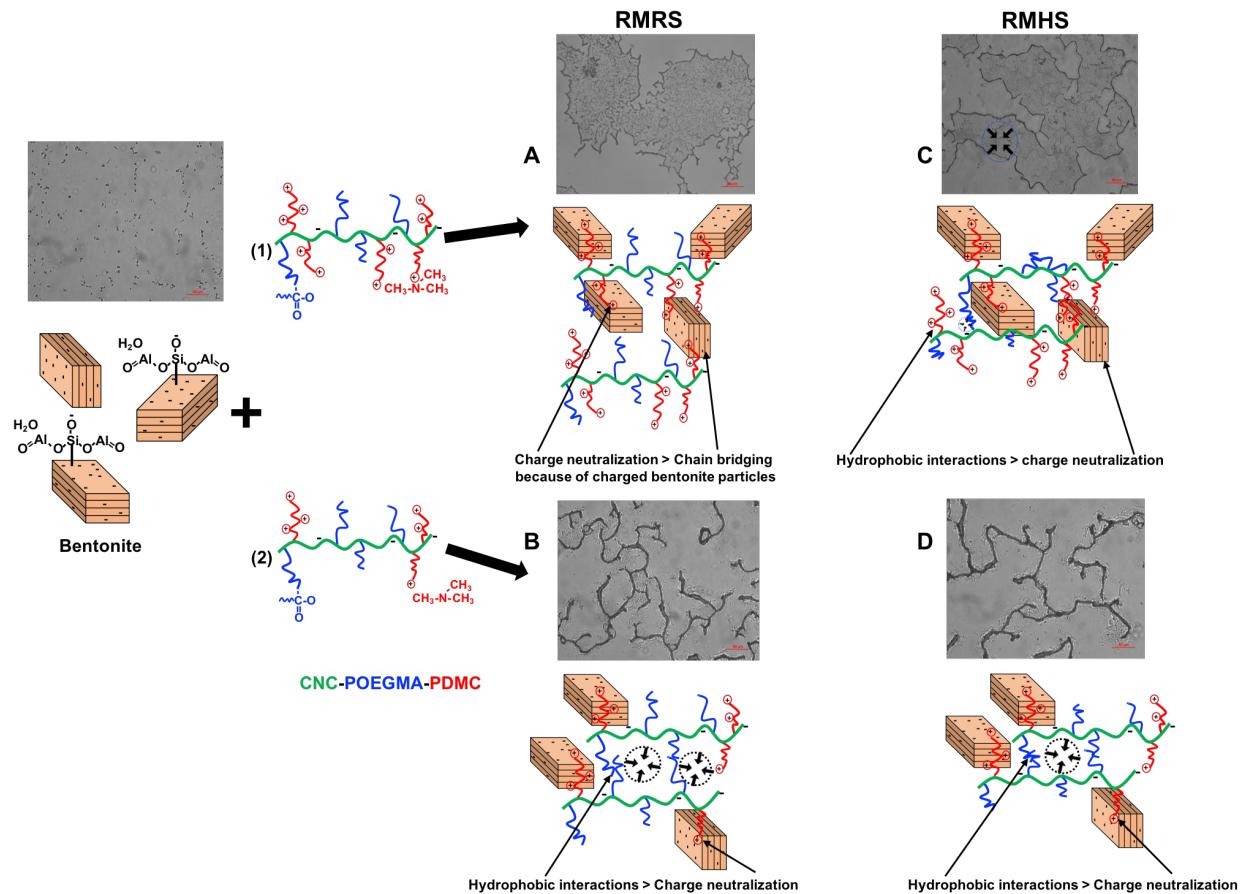 RMRS
RMHS
A
C
(1)
C-O
O
CH₃
CH₃-N-CH₃
+
-
H₂O
O=Al
O
-
O
Si
O
Al=O
H₂O
O=Al
O
-
O
Si
O
Al=O
+
Bentonite
Charge neutralization > Chain bridging
because of charged bentonite particles
Hydrophobic interactions > charge neutralization
B
D
(2)
C-O
O
CH₃
CH₃-N-CH₃
CNC-POEGMA-PDMC
Hydrophobic interactions > Charge neutralization
Hydrophobic interactions > Charge neutralization